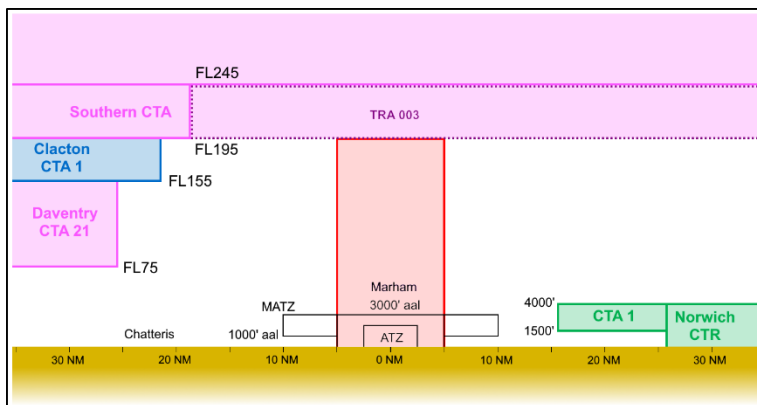 FL245
Southern CTA
TRA 003
Clacton
CTA 1
FL195
FL155
Daventry
CTA 21
FL75
Marham
MATZ
3000' aal
4000'
CTA 1
Norwich
CTR
1500'
Chatteris
1000' aal
ATZ
30 NM
20 NM
10 NM
0 NM
10 NM
20 NM
30 NM